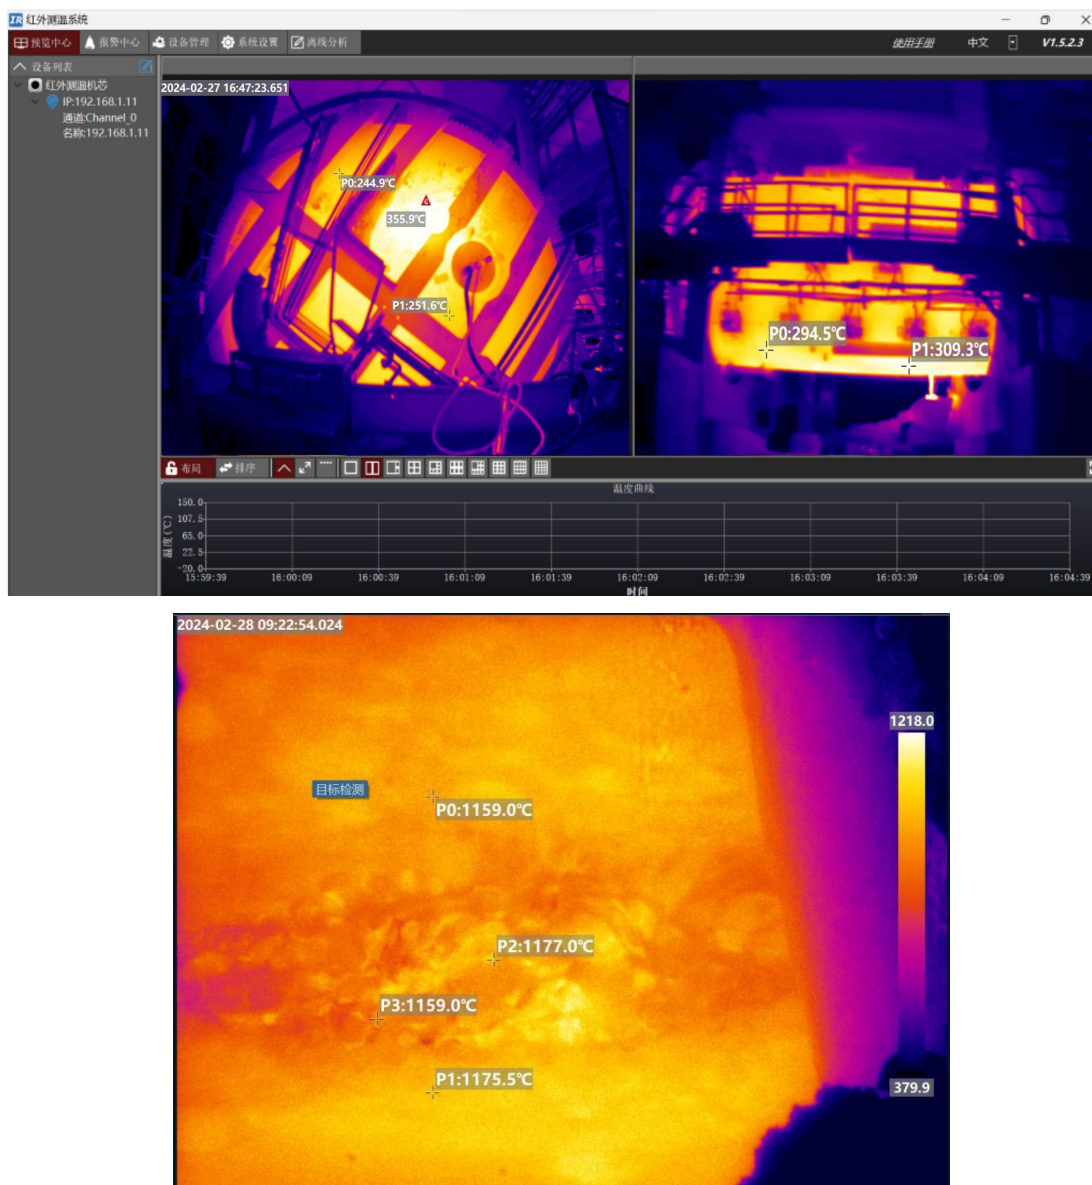 IR 红外测温系统
预览中心 报警中心 设备管理 系统设置 离线分析 使用手册 中文 V1.5.2.3
设备列表
红外测温机芯
IP:192.168.1.11
通道:Channel_0
名称:192.168.1.11
2024-02-27 16:47:23.651
P0:244.9℃
G
355.9℃
P1:251.6℃
P0:294.5℃
P1:309.3℃
布局 排序
温度曲线
温度(℃)
150.0
107.5
65.0
22.5
-20.0
15:59:39 16:00:09 16:00:39 16:01:09 16:01:39 16:02:09 16:02:39 16:03:09 16:03:39 16:04:09 16:04:39
时间
2024-02-28 09:22:54.024
1218.0
目标检测
P0:1159.0℃
P2:1177.0℃
P3:1159.0℃
P1:1175.5℃
379.9